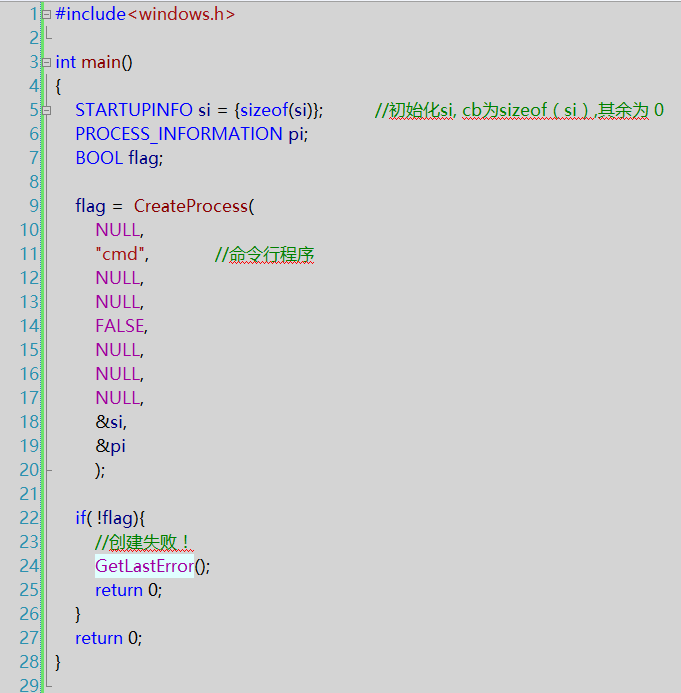 1 #include<windows.h>
2
3 int main()
4 {
5 STARTUPINFO si = {sizeof(si)}; //初始化si, cb为sizeof（si）,其余为 0
6 PROCESS_INFORMATION pi;
7 BOOL flag;
8
9 flag = CreateProcess(
10 NULL,
11 "cmd", //命令行程序
12 NULL,
13 NULL,
14 FALSE,
15 NULL,
16 NULL,
17 NULL,
18 &si,
19 &pi
20 );
21
22 if( !flag){
23 //创建失败！
24 GetLastError();
25 return 0;
26 }
27 return 0;
28 }
29